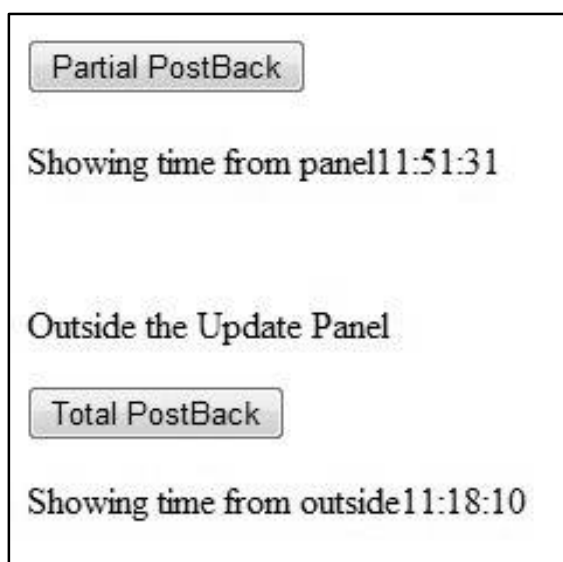 Partial PostBack
Showing time from panel11:51:31
Outside the Update Panel
Total PostBack
Showing time from outside11:18:10